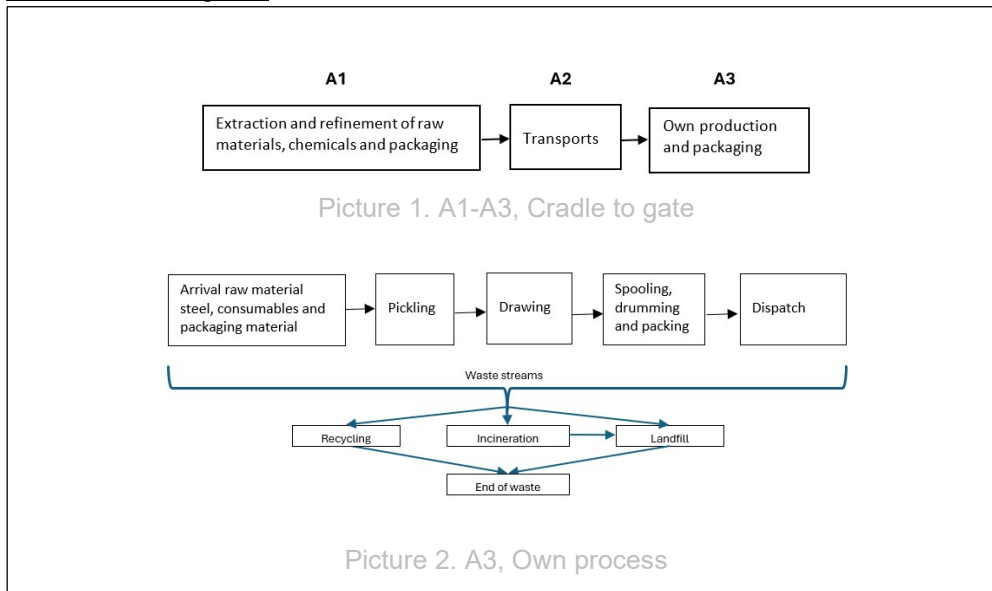 A1
A2
A3
Extraction and refinement of raw
materials, chemicals and packaging
Transports
Own production
and packaging
Picture 1. A1-A3, Cradle to gate
Arrival raw material
steel, consumables and
packaging material
Pickling
Drawing
Spooling,
drumming
and packing
Dispatch
Waste streams
Recycling
Incineration
Landfill
End of waste
Picture 2. A3, Own process